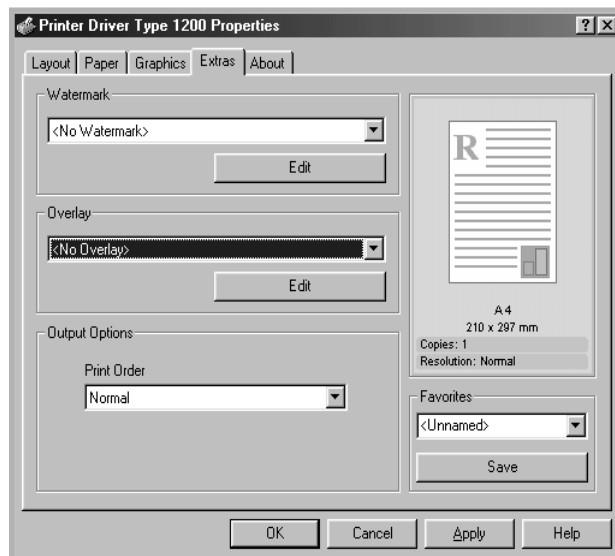 Printer Driver Type 1200 Properties
Layout Paper Graphics Extras About
Watermark
<No Watermark>
Edit
Overlay
<No Overlay>
Edit
Output Options
Print Order
Normal
R
A4
210 x 297 mm
Copies: 1
Resolution: Normal
Favorites
<Unnamed>
Save
OK Cancel Apply Help